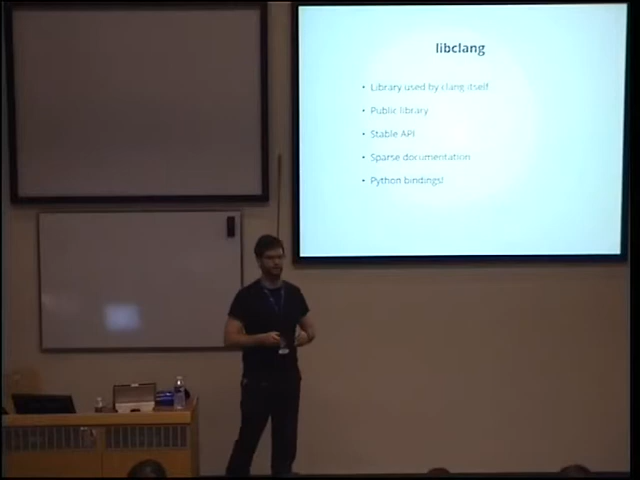 libclang
• Library used by clang itself
• Public library
• Stable API
• Sparse documentation
• Python bindings!